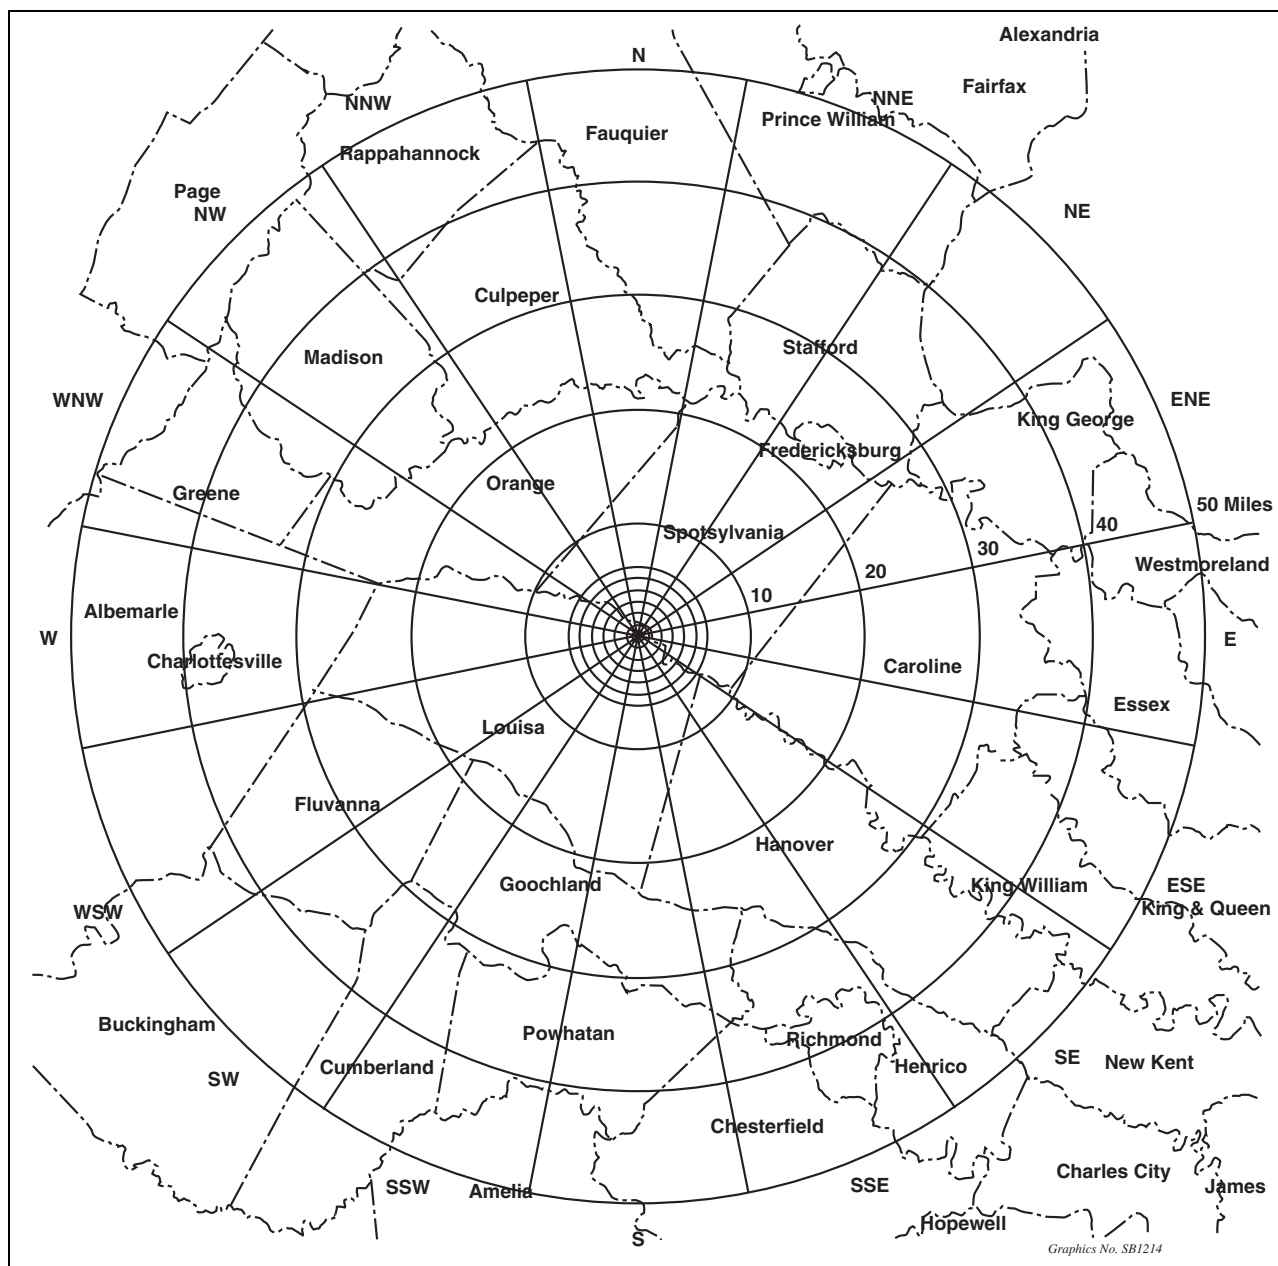 Alexandria
N
Fairfax
NNW
NNE
Prince William
Fauquier
Rappahannock
Page
NW
NE
Culpeper
Stafford
Madison
WNW
ENE
King George
Fredericksburg
Orange
Greene
50 Miles
40
Spotsylvania
30
Westmoreland
20
10
Albemarle
W
E
Charlottesville
Caroline
Essex
Louisa
Fluvanna
Hanover
Goochland
King William
ESE
WSW
King & Queen
Buckingham
Powhatan
Richmond
SE
New Kent
Cumberland
Henrico
SW
Chesterfield
Charles City
SSW
Amelia
SSE
James
Hopewell
S
Graphics No. SB1214